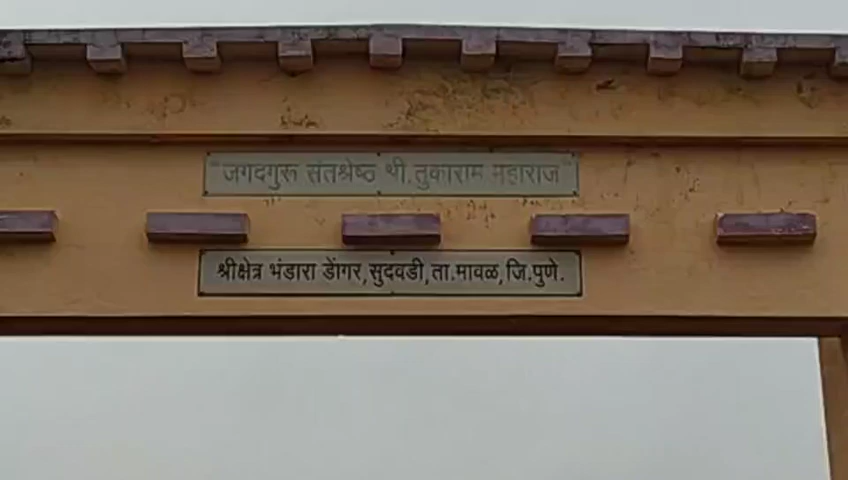 "जगदगुरू संतश्रेष्ठ श्री.तुकाराम महाराज"
श्रीक्षेत्र भंडारा डोंगर,सुदवडी,ता.मावळ,जि.पुणे.